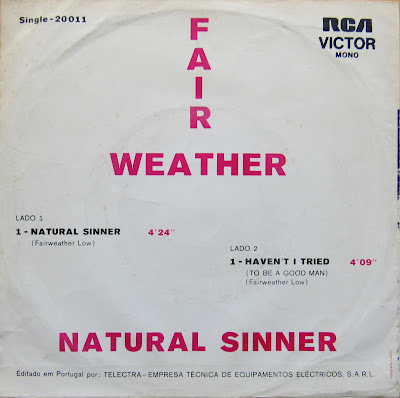 Single-20011
RCA
VICTOR
MONO
F
A
I
R
WEATHER
LADO 1
1 - NATURAL SINNER 4'24''
(Fairweather Low)
LADO 2
1 - HAVEN'T I TRIED 4'09''
(TO BE A GOOD MAN)
(Fairweather Low)
NATURAL SINNER
Editado em Portugal por: TELECTRA - EMPRESA TÉCNICA DE EQUIPAMENTOS ELÉCTRICOS, S.A.R.L.